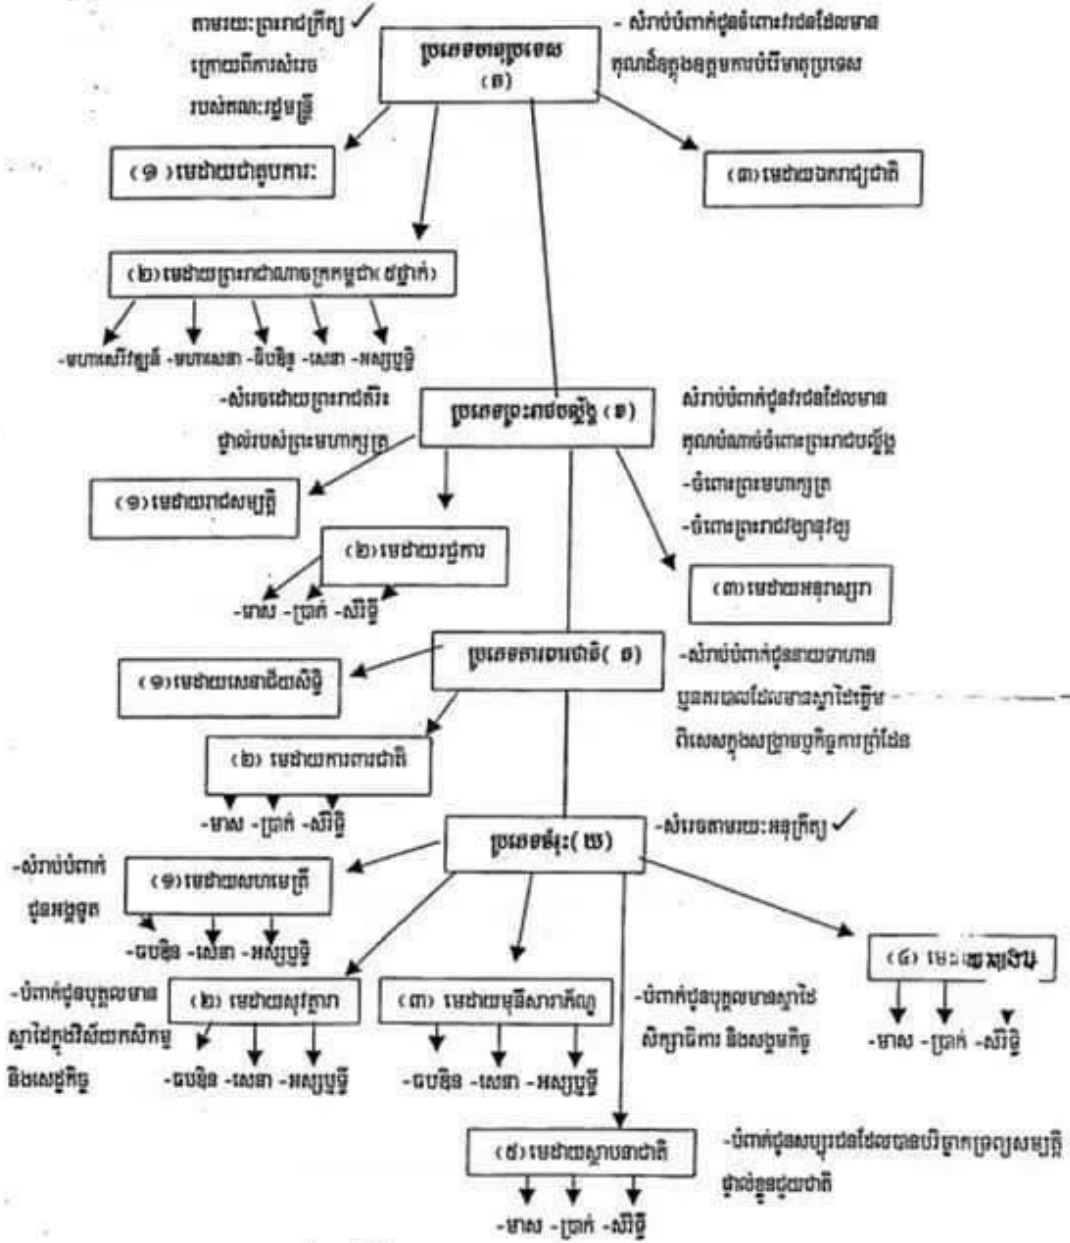 តាមរយៈព្រះរាជក្រឹត្យ ✓
ក្រោយពីការសំរេច
របស់គណៈរដ្ឋមន្ត្រី
ប្រភេទមាតុប្រទេស
(ក)
- សំរាប់បំពាក់ជូនចំពោះវរជនដែលមាន
គុណដ៏ឧត្តុង្គឧត្តមការបំរើមាតុប្រទេស
(១)មេដាយជាតូបការៈ
(៣)មេដាយឯករាជ្យជាតិ
(២)មេដាយព្រះរាជាណាចក្រកម្ពុជា(៥ថ្នាក់)
-មហាសេរីវឌ្ឍន៍ -មហាសេនា -ធិបឌិន្ទ -សេនា -អស្សឫទ្ធិ
-សំរេចដោយព្រះរាជតំរិះ
ផ្ទាល់របស់ព្រះមហាក្សត្រ
ប្រភេទព្រះរាជបល្ល័ង្ក (ខ)
សំរាប់បំពាក់ជូនវរជនដែលមាន
គុណបំណាច់ចំពោះព្រះរាជបល្ល័ង្ក
-ចំពោះព្រះមហាក្សត្រ
-ចំពោះព្រះរាជវង្សានុវង្ស
(១)មេដាយរាជសម្បត្តិ
(២)មេដាយរជ្ជការ
-មាស -ប្រាក់ -សំរិទ្ធិ
(៣)មេដាយអនុរាស្សរា
ប្រភេទការពារជាតិ( គ)
-សំរាប់បំពាក់ជូននាយទាហាន
ឬនគរបាលដែលមានស្នាដៃឆ្នើម
ពិសេសក្នុងសង្គ្រាមឬកិច្ចការព្រំដែន
(១)មេដាយសេនាជ័យសិទ្ធិ
(២) មេដាយការពារជាតិ
-មាស -ប្រាក់ -សំរិទ្ធិ
ប្រភេទចំរុះ( ឃ)
-សំរេចតាមរយៈអនុក្រឹត្យ ✓
-សំរាប់បំពាក់
ជូនអង្គទូត
(១)មេដាយសហមេត្រី
-ធបឌិន -សេនា -អស្សឫទ្ធិ
(៤)
-មាស -ប្រាក់ -សំរិទ្ធិ
-បំពាក់ជូនបុគ្គលមាន
ស្នាដៃក្នុងវិស័យកសិកម្ម
និងសេដ្ឋកិច្ច
(២) មេដាយសុវត្ថារា
-ធបឌិន -សេនា -អស្សឫទ្ធិ
(៣) មេដាយមុនីសារាភ័ណ្ឌ
-ធបឌិន -សេនា -អស្សឫទ្ធិ
-បំពាក់ជូនបុគ្គលមានស្នាដៃ
សិក្សាធិការ និងសង្គមកិច្ច
(៥)មេដាយស្ថាបនាជាតិ
-មាស -ប្រាក់ -សំរិទ្ធិ
-បំពាក់ជូនសប្បុរជនដែលបានបរិច្ចាកទ្រព្យសម្បត្តិ
ផ្ទាល់ខ្លួនជួយជាតិ